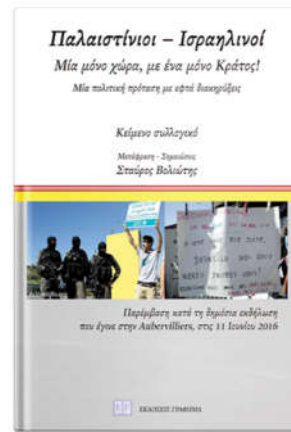 Παλαιστίνιοι – Ισραηλινοί
Μία μόνο χώρα, με ένα μόνο Κράτος!
Μία πολιτική πρόταση με εφτά διακηρύξεις
Κείμενο συλλογικό
Μετάφραση - Σημειώσεις
Σταύρος Βολιώτης
Παρέμβαση κατά τη δημόσια εκδήλωση
που έγινε στην Aubervilliers, στις 11 Ιουνίου 2016
ΕΚΔΟΣΕΙΣ ΓΡΑΦΗΜΑ